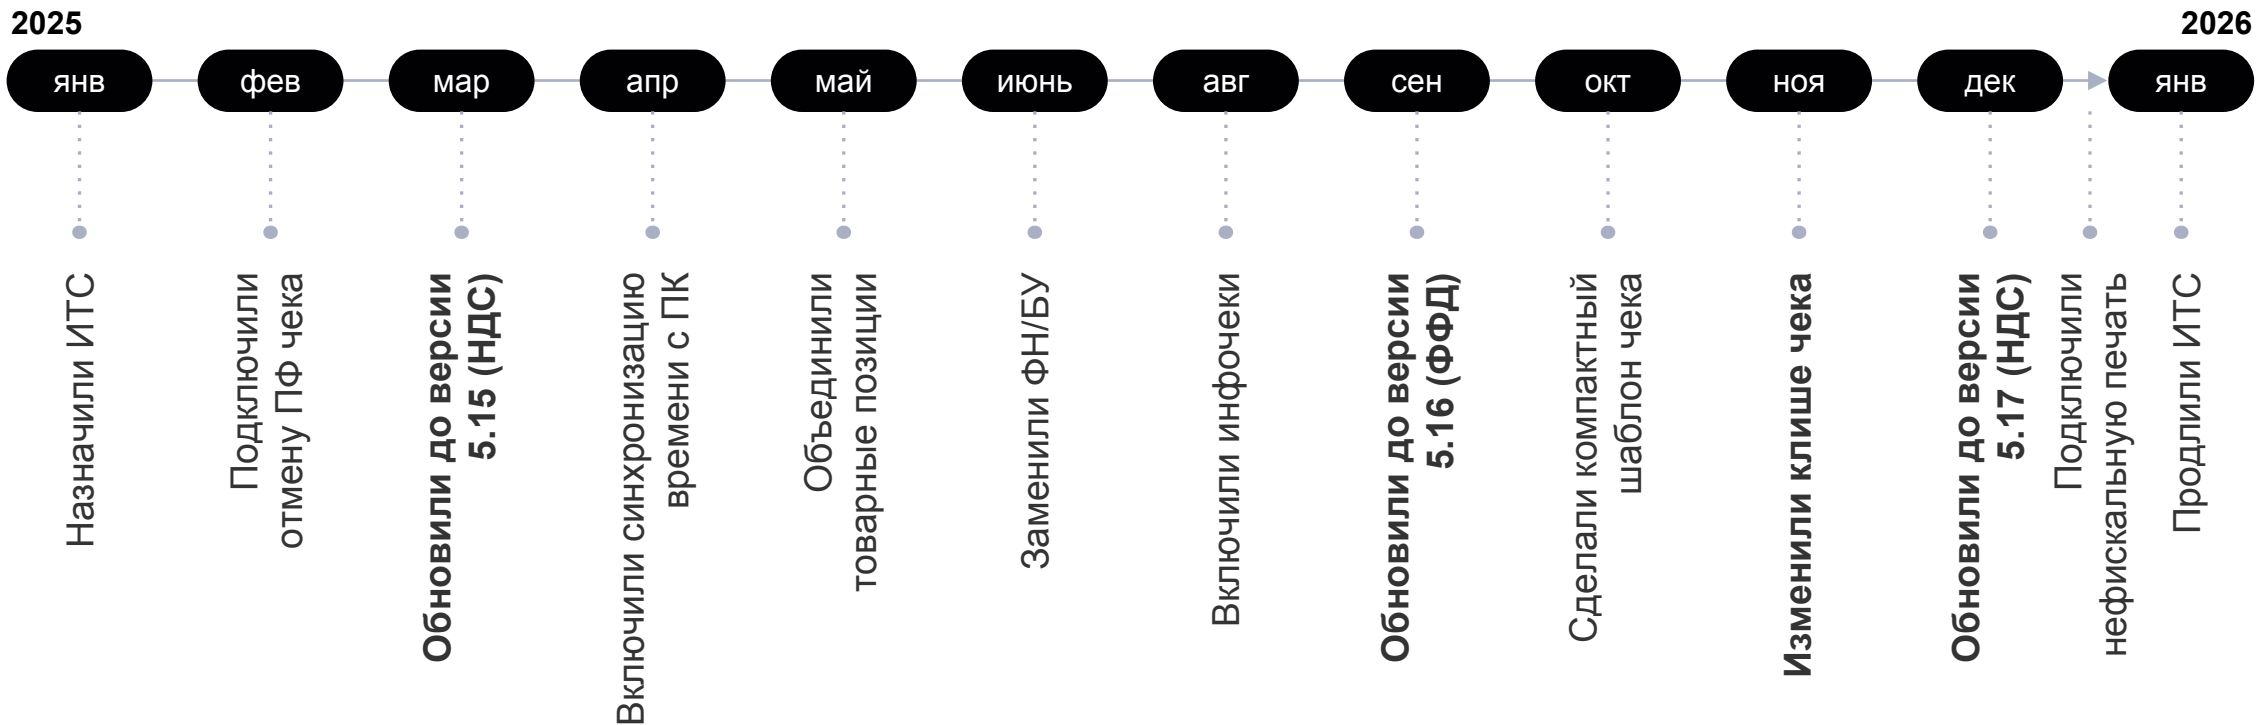 2025
2026
янв
фев
мар
апр
май
июнь
авг
сен
окт
ноя
дек
янв
Назначили ИТС
Подключили
отмену ПФ чека
Обновили до версии
5.15 (НДС)
Включили синхронизацию
времени с ПК
Объединили
товарные позиции
Заменили ФН/БУ
Включили инфочеки
Обновили до версии
5.16 (ФФД)
Сделали компактный
шаблон чека
Изменили клише чека
Обновили до версии
5.17 (НДС)
Подключили
нефискальную печать
Продлили ИТС